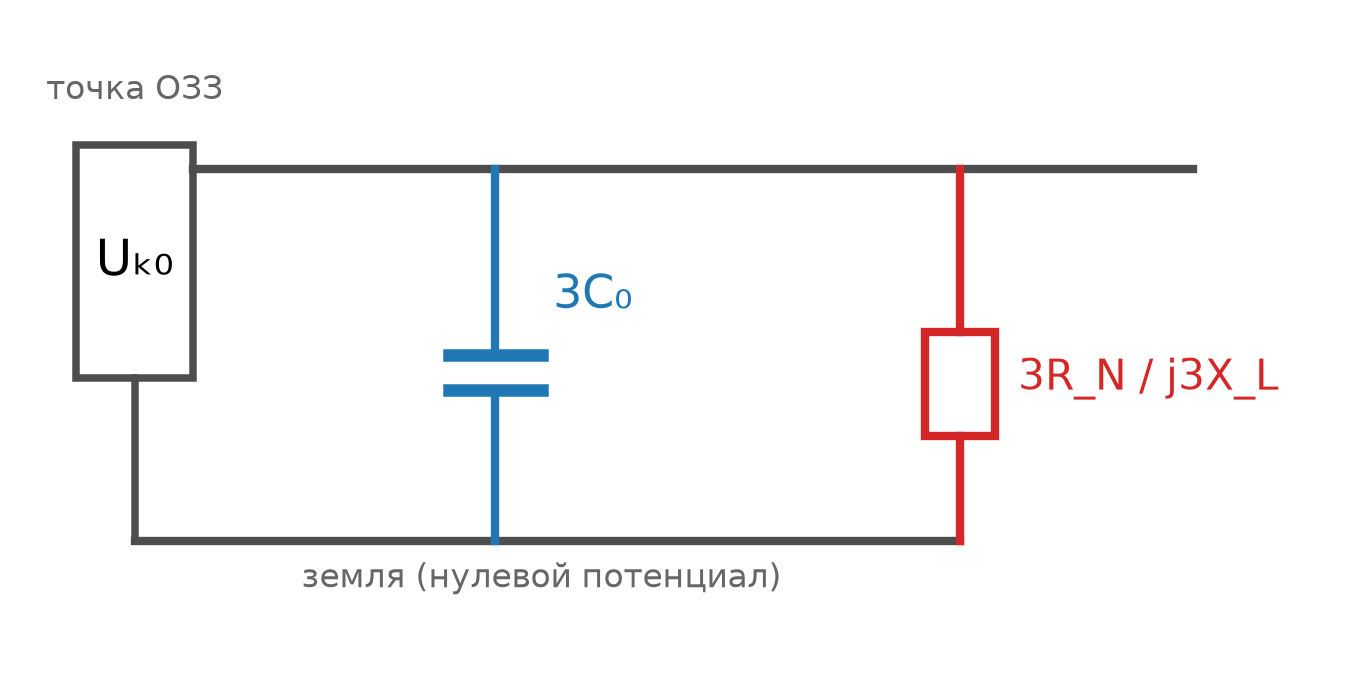 точка ОЗЗ
Uₖ₀
3C₀
3R_N / j3X_L
земля (нулевой потенциал)